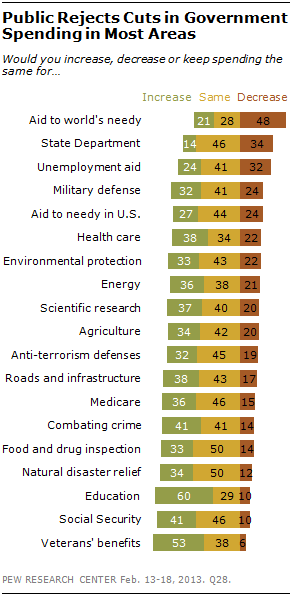 Public Rejects Cuts in Government
Spending in Most Areas
Would you increase, decrease or keep spending the
same for…
Increase Same Decrease
Aid to world's needy 21 28 48
State Department 14 46 34
Unemployment aid 24 41 32
Military defense 32 41 24
Aid to needy in U.S. 27 44 24
Health care 38 34 22
Environmental protection 33 43 22
Energy 36 38 21
Scientific research 37 40 20
Agriculture 34 42 20
Anti-terrorism defenses 32 45 19
Roads and infrastructure 38 43 17
Medicare 36 46 15
Combating crime 41 41 14
Food and drug inspection 33 50 14
Natural disaster relief 34 50 12
Education 60 29 10
Social Security 41 46 10
Veterans' benefits 53 38 6
PEW RESEARCH CENTER Feb. 13-18, 2013. Q28.